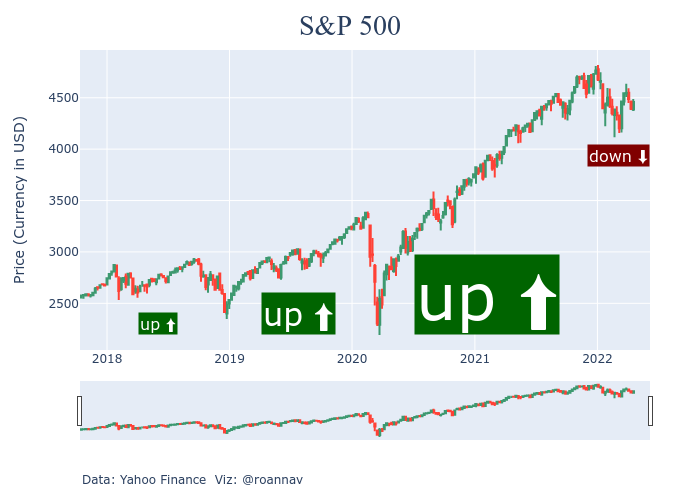 S&P 500
Price (Currency in USD)
4500
4000
3500
3000
2500
down ⬇
up ⬆
up ⬆
up ⬆
2018 2019 2020 2021 2022
Data: Yahoo Finance Viz: @roannav